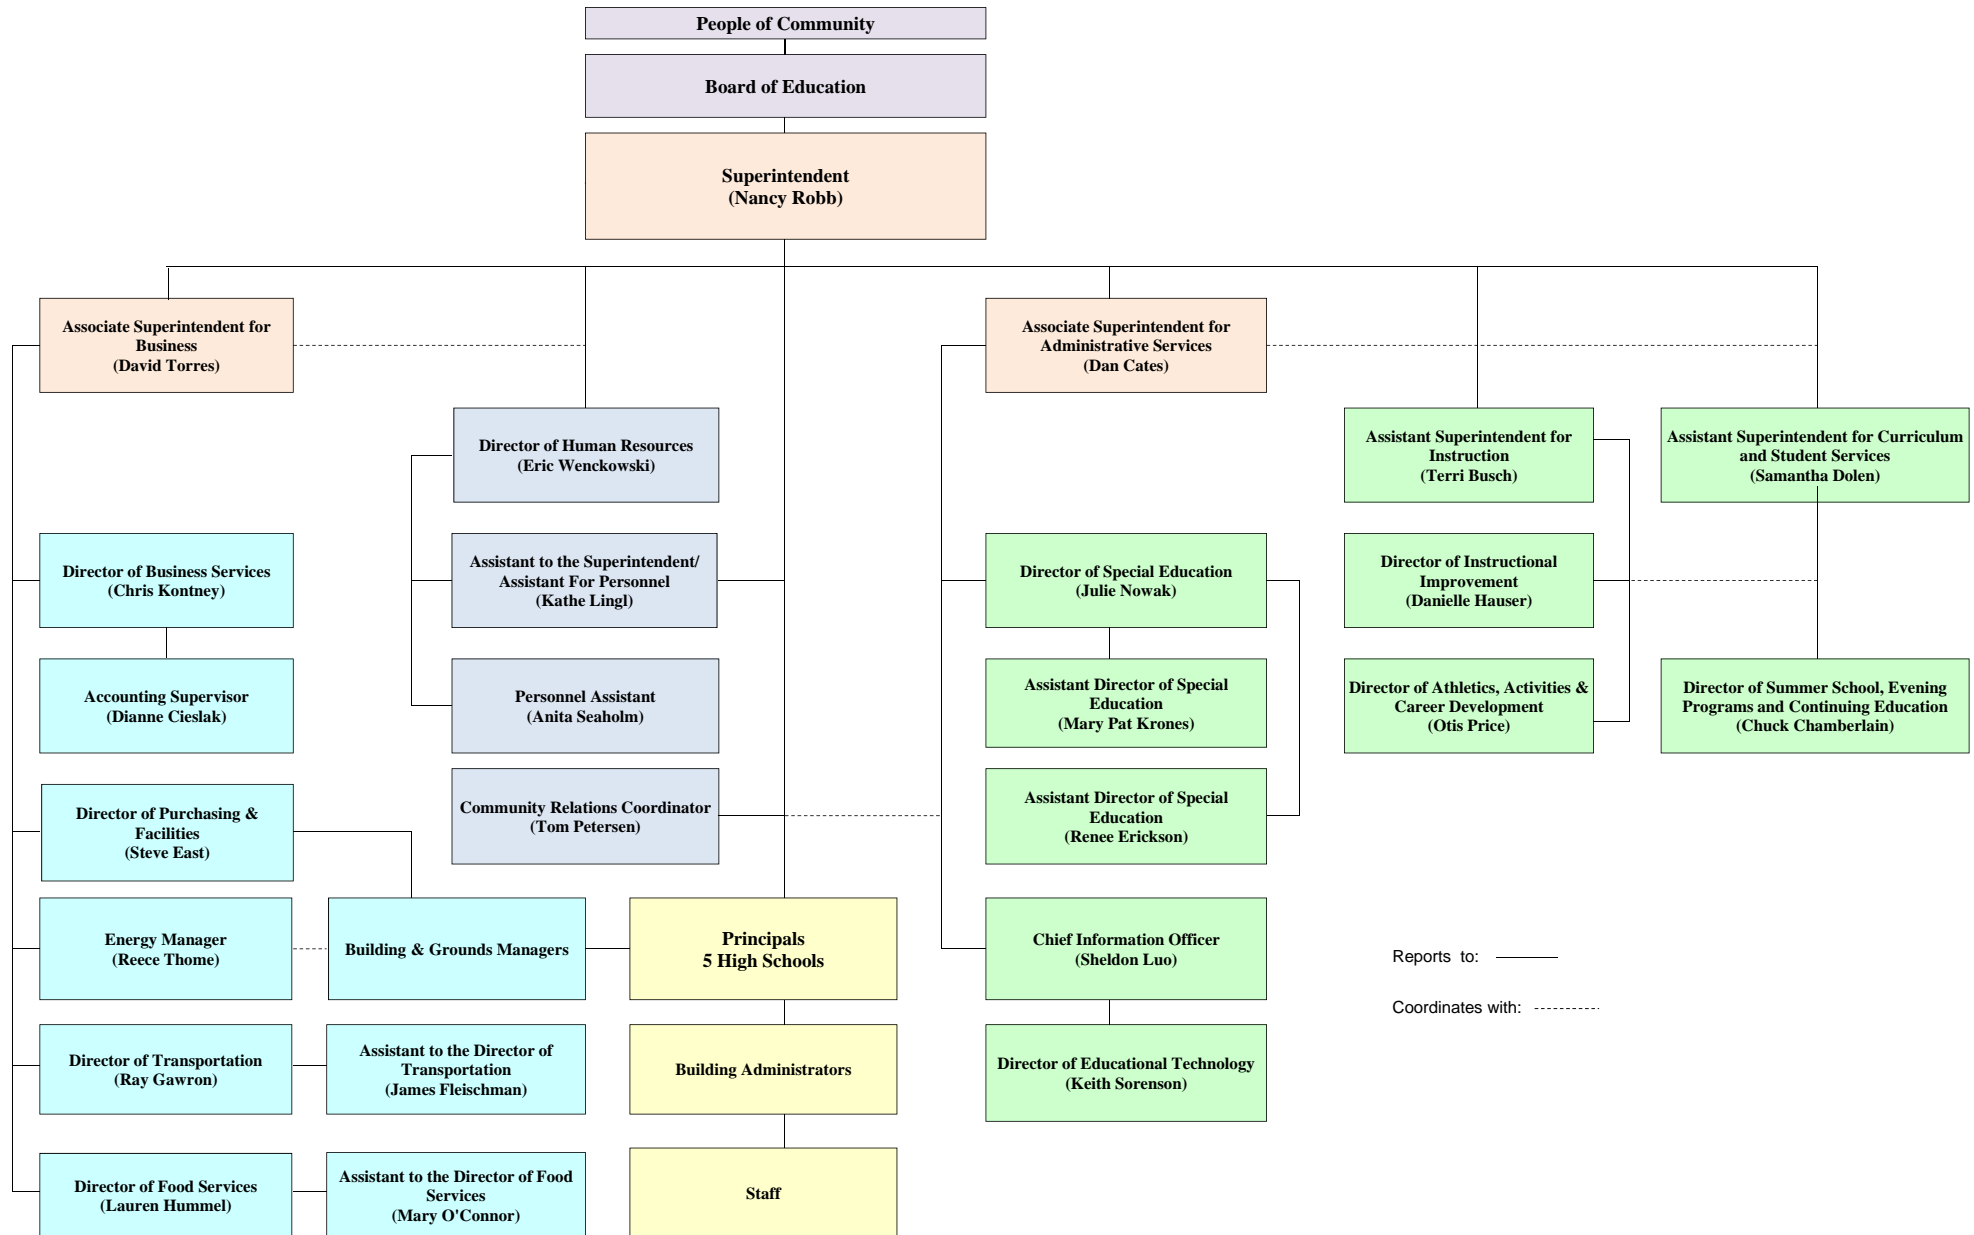 People of Community
Board of Education
Superintendent
(Nancy Robb)
Associate Superintendent for
Business
(David Torres)
Associate Superintendent for
Administrative Services
(Dan Cates)
Director of Human Resources
(Eric Wenckowski)
Assistant Superintendent for
Instruction
(Terri Busch)
Assistant Superintendent for Curriculum
and Student Services
(Samantha Dolen)
Director of Business Services
(Chris Kontney)
Assistant to the Superintendent/
Assistant For Personnel
(Kathe Lingl)
Director of Special Education
(Julie Nowak)
Director of Instructional
Improvement
(Danielle Hauser)
Accounting Supervisor
(Dianne Cieslak)
Personnel Assistant
(Anita Seaholm)
Assistant Director of Special
Education
(Mary Pat Krones)
Director of Athletics, Activities &
Career Development
(Otis Price)
Director of Summer School, Evening
Programs and Continuing Education
(Chuck Chamberlain)
Director of Purchasing &
Facilities
(Steve East)
Community Relations Coordinator
(Tom Petersen)
Assistant Director of Special
Education
(Renee Erickson)
Energy Manager
(Reece Thome)
Building & Grounds Managers
Principals
5 High Schools
Chief Information Officer
(Sheldon Luo)
Reports to:
Coordinates with:
Director of Transportation
(Ray Gawron)
Assistant to the Director of
Transportation
(James Fleischman)
Building Administrators
Director of Educational Technology
(Keith Sorenson)
Director of Food Services
(Lauren Hummel)
Assistant to the Director of Food
Services
(Mary O'Connor)
Staff